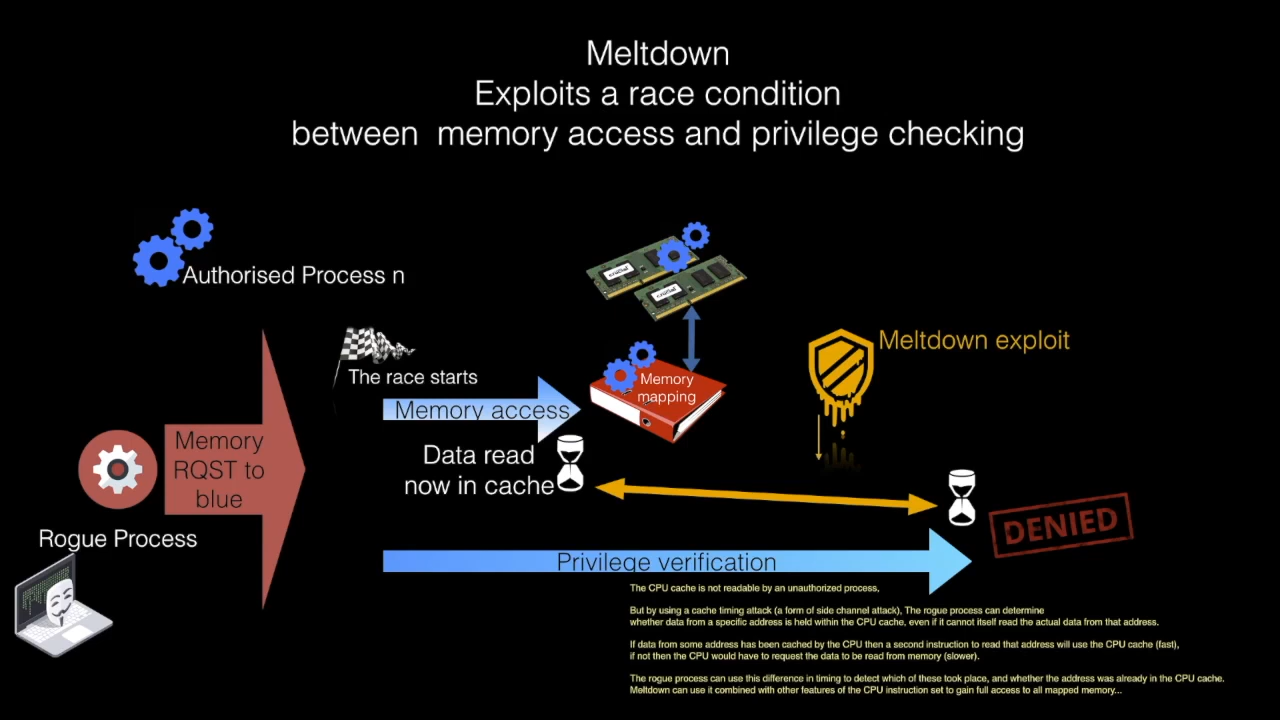 Meltdown
Exploits a race condition
between memory access and privilege checking
Authorised Process n
crucial
crucial
Meltdown exploit
The race starts
Memory
mapping
Memory access
Memory
RQST to
blue
Data read
now in cache
DENIED
Rogue Process
Privilege verification
The CPU cache is not readable by an unauthorized process,
But by using a cache timing attack (a form of side channel attack), The rogue process can determine
whether data from a specific address is held within the CPU cache, even if it cannot itself read the actual data from that address.
If data from some address has been cached by the CPU then a second instruction to read that address will use the CPU cache (fast),
if not then the CPU would have to request the data to be read from memory (slower).
The rogue process can use this difference in timing to detect which of these took place, and whether the address was already in the CPU cache.
Meltdown can use it combined with other features of the CPU instruction set to gain full access to all mapped memory...